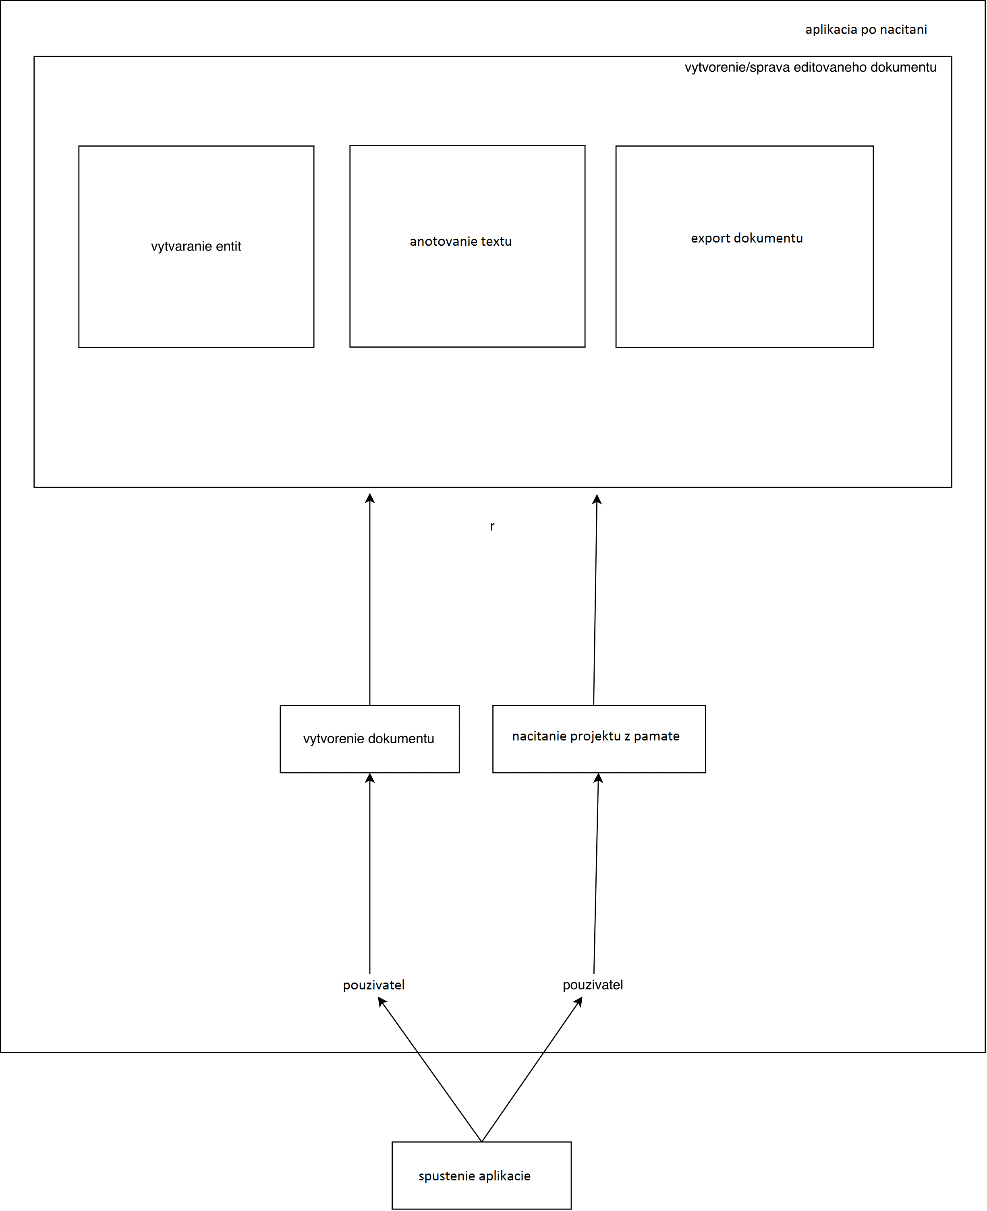 aplikacia po nacitani
vytvorenie/sprava editovaneho dokumentu
vytvaranie entit
anotovanie textu
export dokumentu
r
vytvorenie dokumentu
nacitanie projektu z pamate
pouzivatel
pouzivatel
spustenie aplikacie